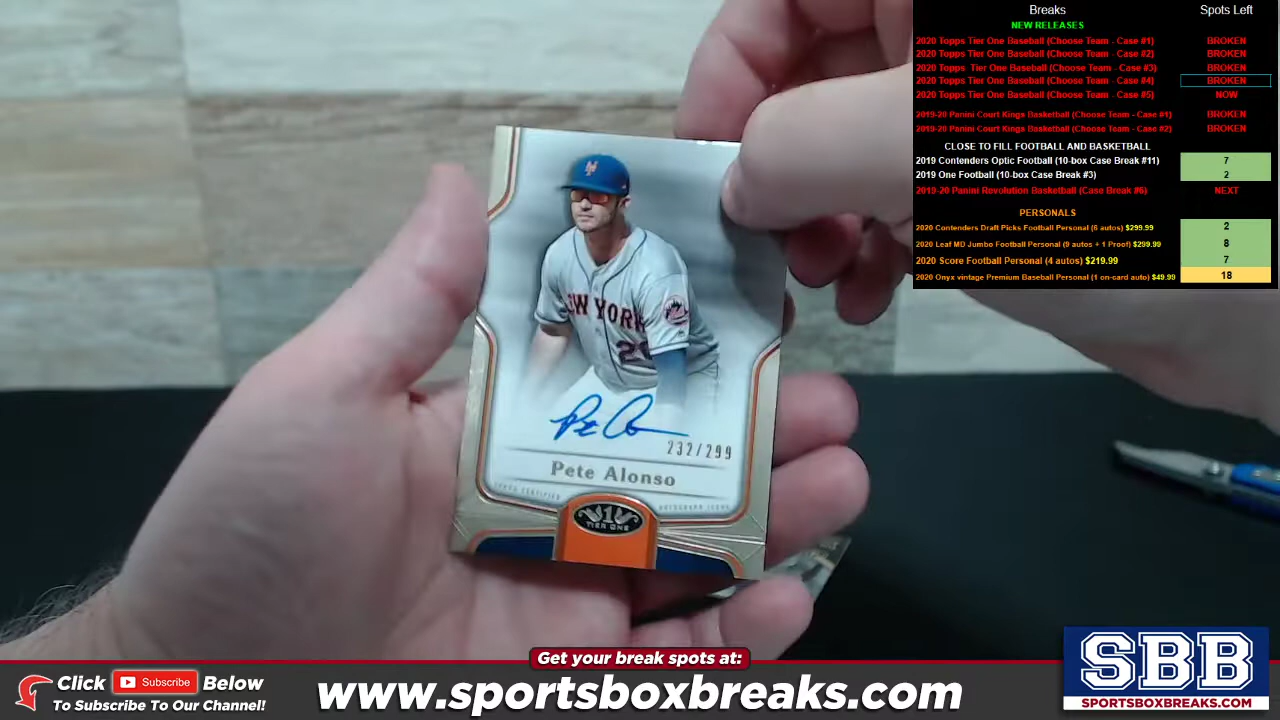 Breaks Spots Left
NEW RELEASES
2020 Topps Tier One Baseball (Choose Team - Case #1) BROKEN
2020 Topps Tier One Baseball (Choose Team - Case #2) BROKEN
2020 Topps Tier One Baseball (Choose Team - Case #3) BROKEN
2020 Topps Tier One Baseball (Choose Team - Case #4) BROKEN
2020 Topps Tier One Baseball (Choose Team - Case #5) NOW
2019-20 Panini Court Kings Basketball (Choose Team - Case #1) BROKEN
2019-20 Panini Court Kings Basketball (Choose Team - Case #2) BROKEN
CLOSE TO FILL FOOTBALL AND BASKETBALL
2019 Contenders Optic Football (10-box Case Break #11) 7
2019 One Football (10-box Case Break #3) 2
2019-20 Panini Revolution Basketball (Case Break #6) NEXT
PERSONALS
2020 Contenders Draft Picks Football Personal (6 autos) $299.99 2
2020 Leaf MD Jumbo Football Personal (9 autos + 1 Proof) $299.99 8
2020 Score Football Personal (4 autos) $219.99 7
2020 Onyx vintage Premium Baseball Personal (1 on-card auto) $49.99 18
NEW YORK
232/299
Pete Alonso
TOPPS CERTIFIED AUTOGRAPH ISSUE
1
TIER ONE
Get your break spots at:
Click Subscribe Below
To Subscribe To Our Channel!
www.sportsboxbreaks.com
SBB
SPORTSBOXBREAKS.COM